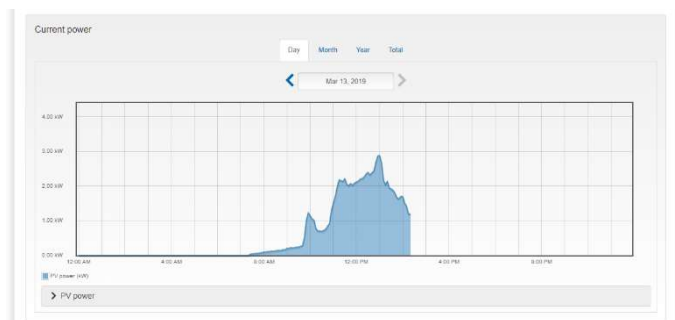 Current power
Day Month Year Total
Mar 13, 2019
4.00 kW
3.00 kW
2.00 kW
1.00 kW
0.00 kW
12:00 AM 4:00 AM 8:00 AM 12:00 PM 4:00 PM 8:00 PM
PV power (kW)
PV power